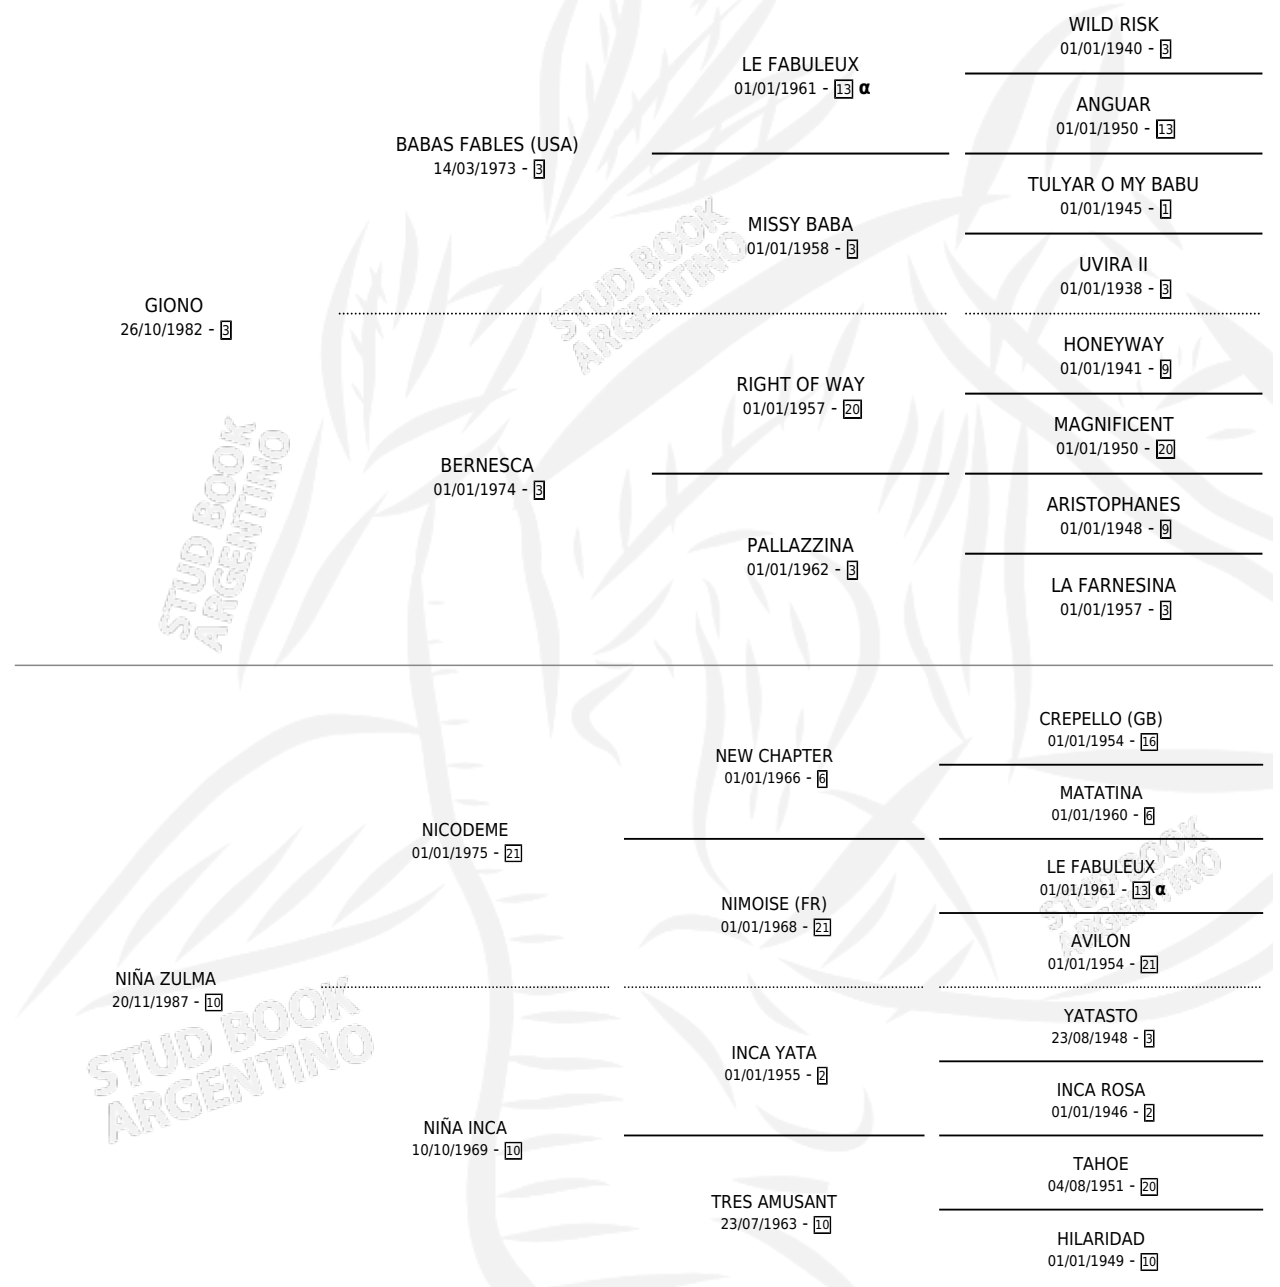 WILD RISK
01/01/1940 - 3
LE FABULEUX
01/01/1961 - 13 α
ANGUAR
01/01/1950 - 13
BABAS FABLES (USA)
14/03/1973 - 3
TULYAR O MY BABU
01/01/1945 - 1
MISSY BABA
01/01/1958 - 3
UVIRA II
01/01/1938 - 3
GIONO
26/10/1982 - 3
HONEYWAY
01/01/1941 - 9
RIGHT OF WAY
01/01/1957 - 20
MAGNIFICENT
01/01/1950 - 20
BERNESCA
01/01/1974 - 3
ARISTOPHANES
01/01/1948 - 9
PALLAZZINA
01/01/1962 - 3
LA FARNESINA
01/01/1957 - 3
CREPELLO (GB)
01/01/1954 - 16
NEW CHAPTER
01/01/1966 - 6
MATATINA
01/01/1960 - 6
NICODEME
01/01/1975 - 21
LE FABULEUX
01/01/1961 - 13 α
NIMOISE (FR)
01/01/1968 - 21
AVILON
01/01/1954 - 21
NIÑA ZULMA
20/11/1987 - 10
YATASTO
23/08/1948 - 3
INCA YATA
01/01/1955 - 2
INCA ROSA
01/01/1946 - 2
NIÑA INCA
10/10/1969 - 10
TAHOE
04/08/1951 - 20
TRES AMUSANT
23/07/1963 - 10
HILARIDAD
01/01/1949 - 10
STUD BOOK
ARGENTINO
STUD BOOK
ARGENTINO
STUD BOOK
ARGENTINO
STUD BOOK
ARGENTINO